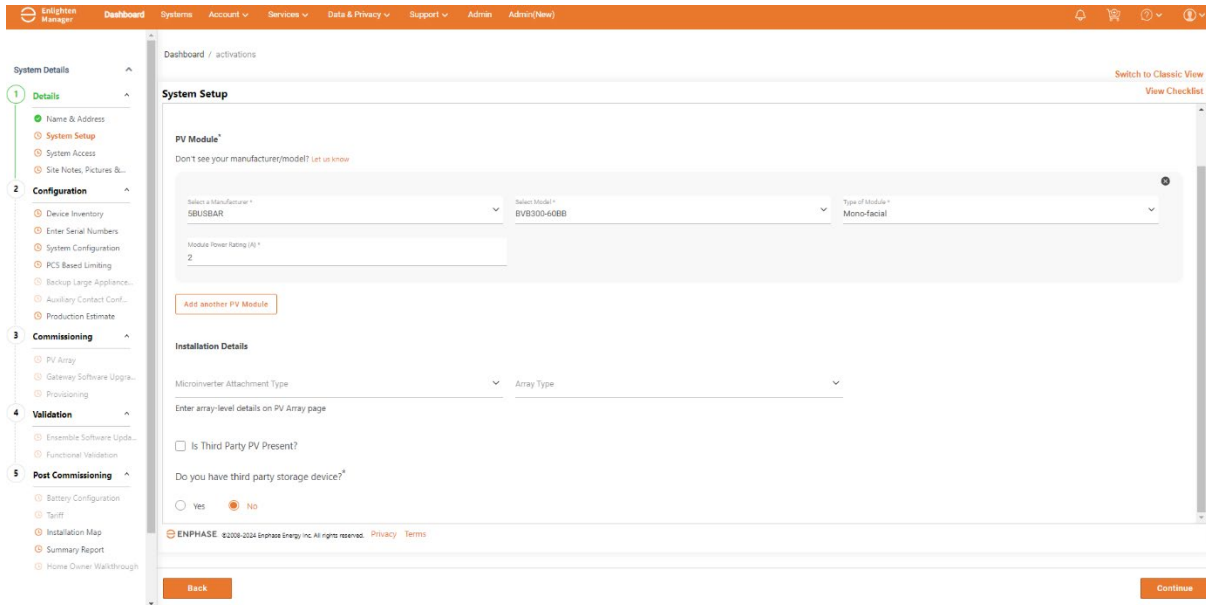 Enlighten Manager Dashboard Systems Account Services Data & Privacy Support Admin Admin(New)
System Details
1 Details
Name & Address
System Setup
System Access
Site Notes, Pictures &...
2 Configuration
Device Inventory
Enter Serial Numbers
System Configuration
PCS Based Limiting
Backup Large Appliance...
Auxiliary Contact Conf...
Production Estimate
3 Commissioning
PV Array
Gateway Software Upgra...
Provisioning
4 Validation
Ensemble Software Upda...
Functional Validation
5 Post Commissioning
Battery Configuration
Tariff
Installation Map
Summary Report
Home Owner Walkthrough
Dashboard / activations
Switch to Classic View
System Setup
View Checklist
PV Module*
Don't see your manufacturer/model? Let us know
Select a Manufacturer * Select Model * Type of Module *
5BUSBAR BVB300-60BB Mono-facial
Module Power Rating (A) *
2
Add another PV Module
Installation Details
Microinverter Attachment Type Array Type
Enter array-level details on PV Array page
Is Third Party PV Present?
Do you have third party storage device?*
Yes No
ENPHASE ©2008-2024 Enphase Energy Inc. All rights reserved. Privacy Terms
Back Continue